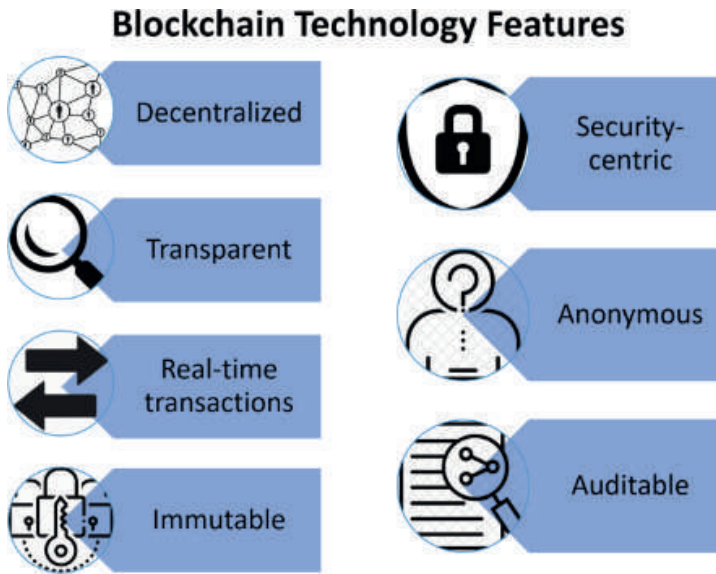 Blockchain Technology Features
Decentralized
Transparent
Real-time
transactions
Immutable
Security-
centric
Anonymous
Auditable